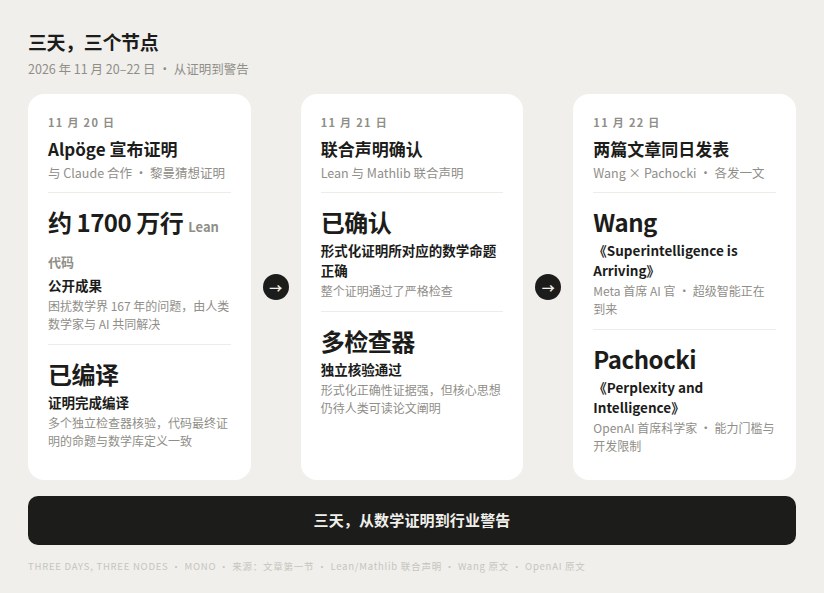 三天，三个节点
2026 年 11 月 20–22 日 · 从证明到警告
11 月 20 日
Alpöge 宣布证明
与 Claude 合作 · 黎曼猜想证明
约 1700 万行 Lean
代码
公开成果
困扰数学界 167 年的问题，由人类
数学家与 AI 共同解决
已编译
证明完成编译
多个独立检查器核验，代码最终证
明的命题与数学库定义一致
→
11 月 21 日
联合声明确认
Lean 与 Mathlib 联合声明
已确认
形式化证明所对应的数学命题
正确
整个证明通过了严格检查
多检查器
独立核验通过
形式化正确性证据强，但核心思想
仍待人类可读论文阐明
→
11 月 22 日
两篇文章同日发表
Wang × Pachocki · 各发一文
Wang
《Superintelligence is
Arriving》
Meta 首席 AI 官 · 超级智能正在
到来
Pachocki
《Perplexity and
Intelligence》
OpenAI 首席科学家 · 能力门槛与
开发限制
三天，从数学证明到行业警告
THREE DAYS, THREE NODES · MONO · 来源：文章第一节 · Lean/Mathlib 联合声明 · Wang 原文 · OpenAI 原文